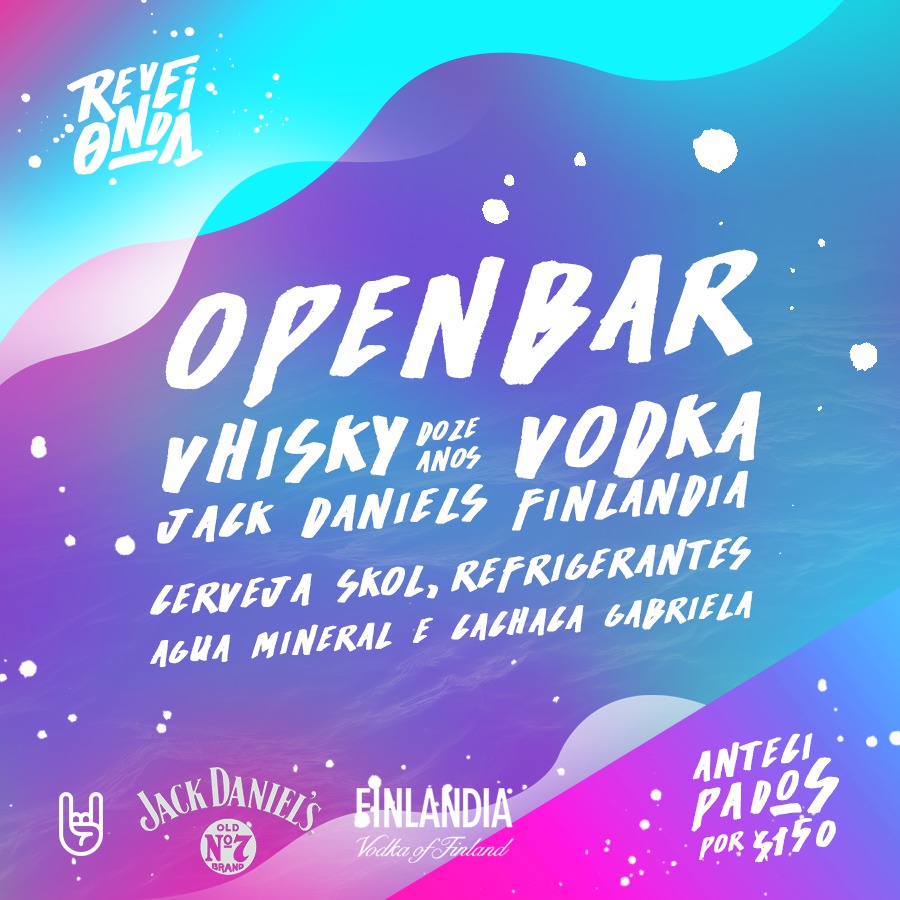 REVEi
ONDA
OPENBAR
VHISKY DOZE ANOS VODKA
JACK DANIELS FINLANDIA
CERVEJA SKOL, REFRIGERANTES
AGUA MINERAL E CACHACA GABRIELA
JACK DANIEL'S
OLD
Nº7
BRAND
FINLANDIA
Vodka of Finland
ANTECI
PADOS
POR $150